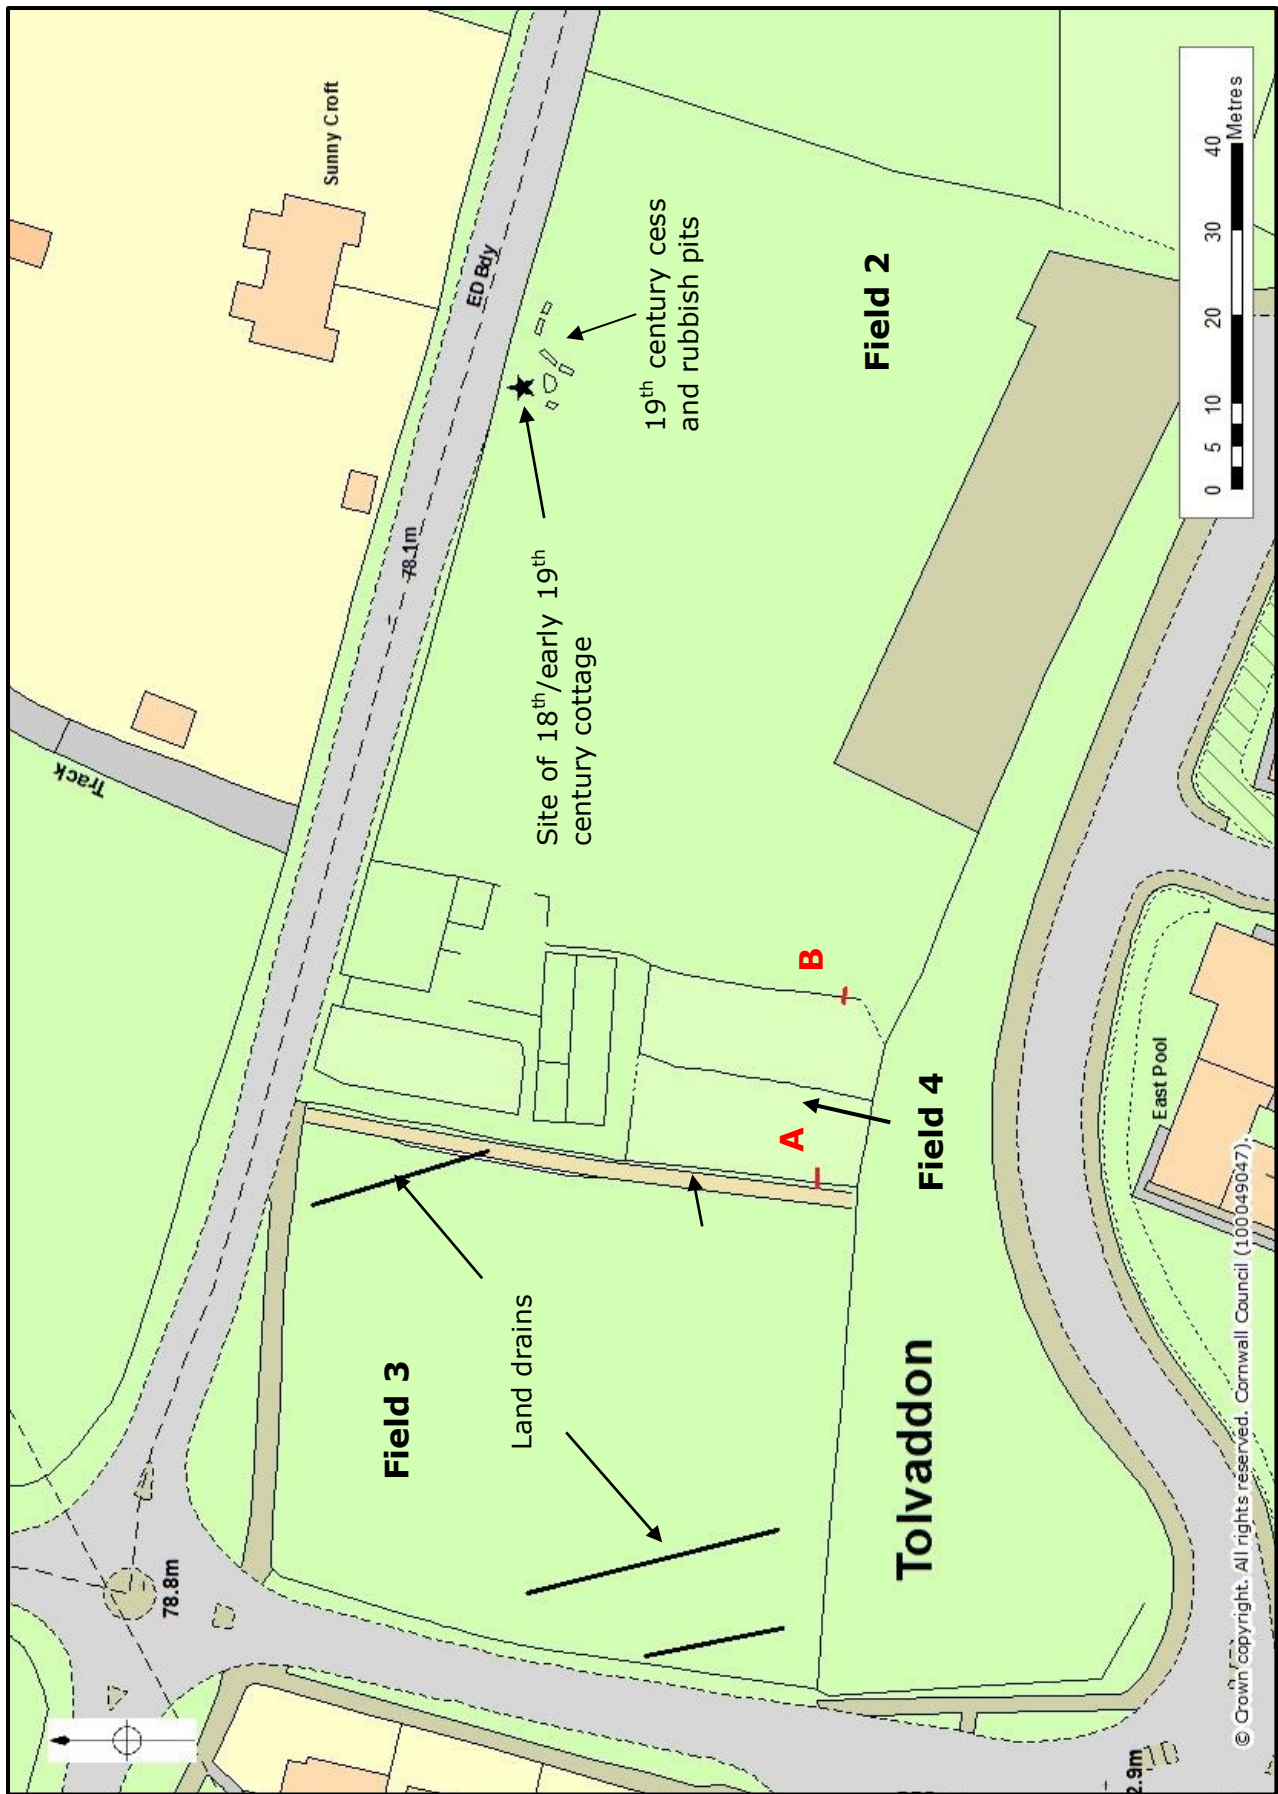 Sunny Croft
Track
ED Bdy
78.1m
Site of 18th/early 19th
century cottage
19th century cess
and rubbish pits
Field 2
0 5 10 20 30 40
Metres
78.8m
Field 3
Land drains
A
B
Field 4
Tolvaddon
East Pool
2.9m
© Crown copyright. All rights reserved. Cornwall Council (100049047).